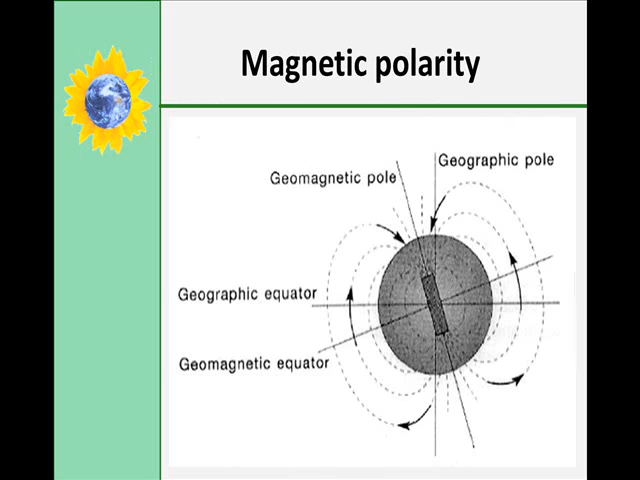 Magnetic polarity
Geographic pole
Geomagnetic pole
Geographic equator
Geomagnetic equator